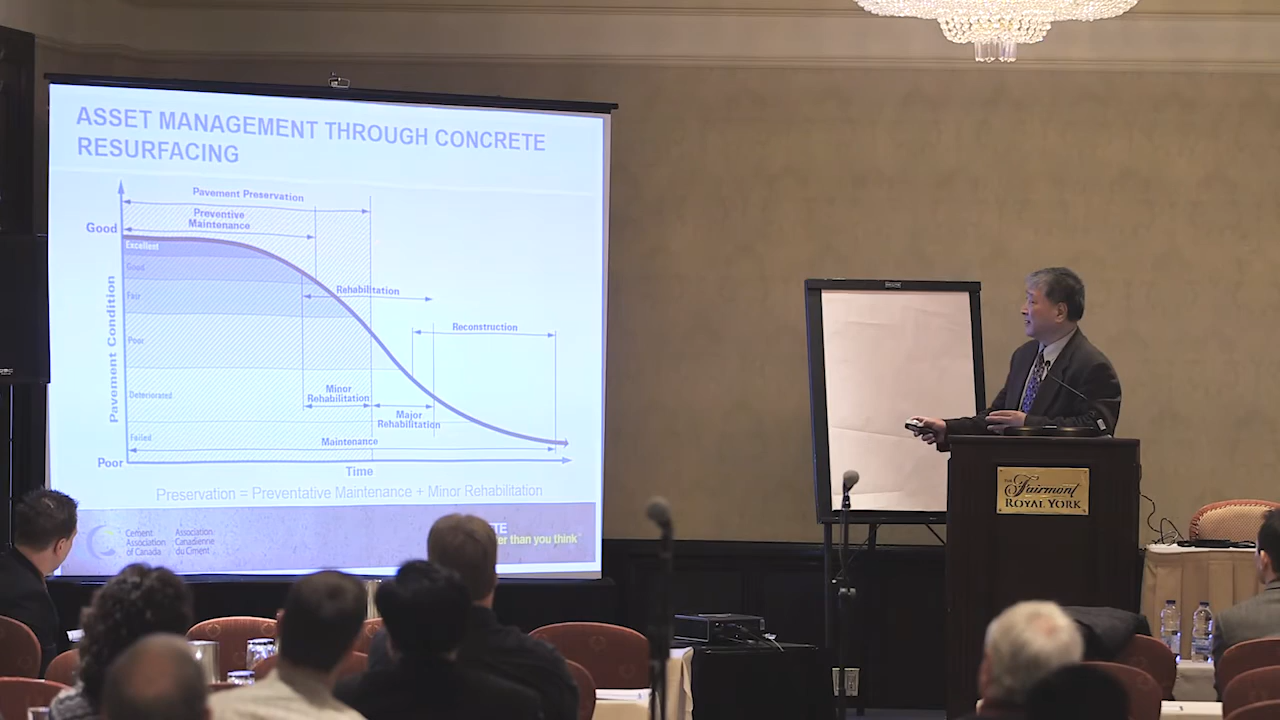 ASSET MANAGEMENT THROUGH CONCRETE
RESURFACING
Pavement Preservation
Preventive
Maintenance
Good
Excellent
Good
Fair
Rehabilitation
Reconstruction
Poor
Pavement Condition
Minor
Rehabilitation
Deteriorated
Major
Rehabilitation
Failed
Maintenance
Poor
Time
Preservation = Preventative Maintenance + Minor Rehabilitation
Cement
Association
of Canada
Association
Canadienne
du Ciment
than you think
THE Fairmont
ROYAL YORK